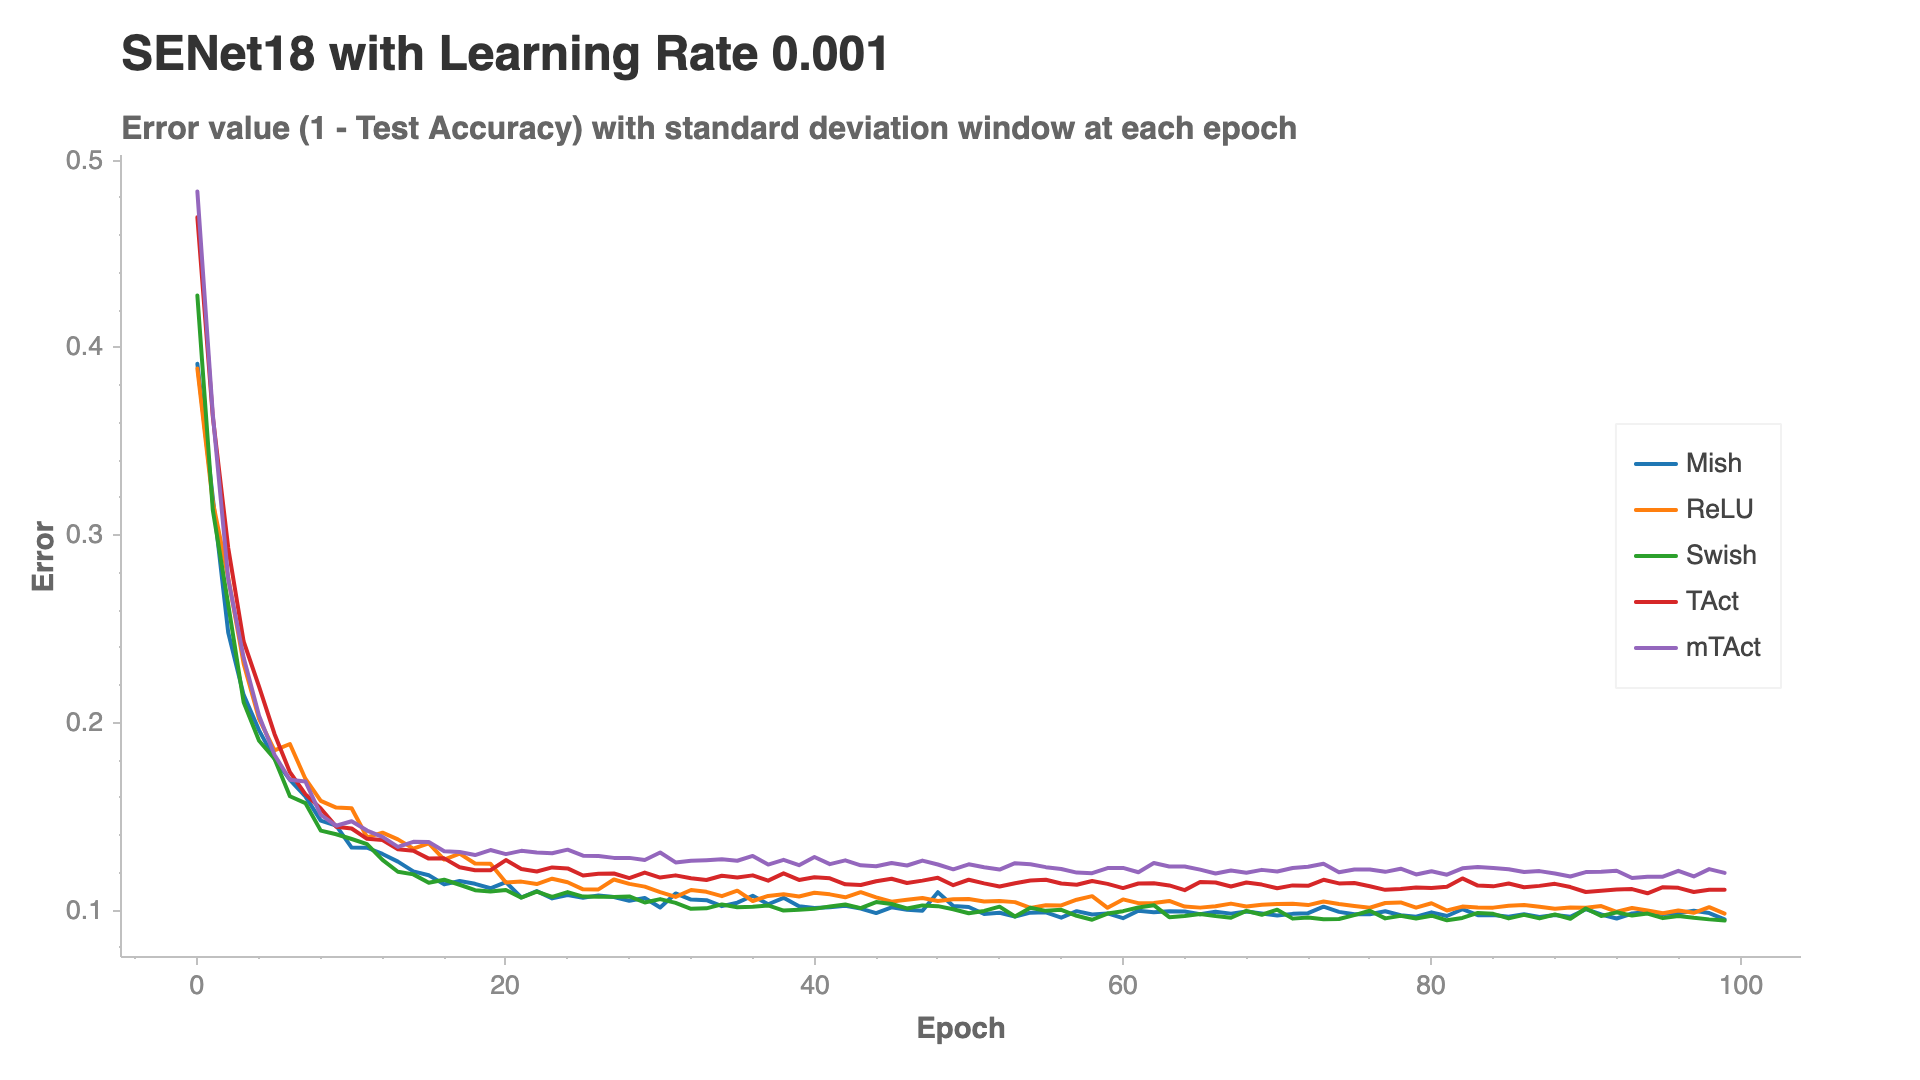 SENet18 with Learning Rate 0.001
Error value (1 - Test Accuracy) with standard deviation window at each epoch
0.5
0.4
0.3
0.2
0.1
Error
Mish
ReLU
Swish
TAct
mTAct
0 20 40 60 80 100
Epoch